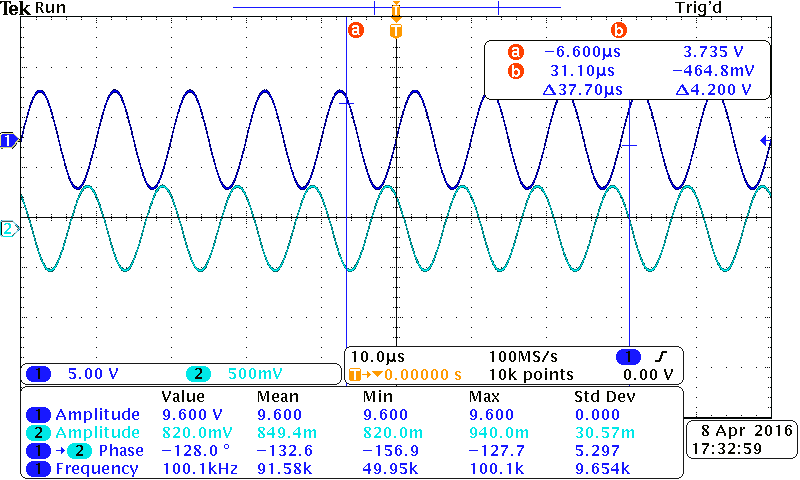 Tek Run Trig'd
T
a T b
a −6.600µs 3.735 V
b 31.10µs −464.8mV
Δ37.70µs Δ4.200 V
1
2
1 5.00 V 2 500mV
10.0µs 100MS/s 1
T→▼0.00000 s 10k points 0.00 V
Value Mean Min Max Std Dev
1 Amplitude 9.600 V 9.600 9.600 9.600 0.000
2 Amplitude 820.0mV 849.4m 820.0m 940.0m 30.57m
1 → 2 Phase −128.0 ° −132.6 −156.9 −127.7 5.297
1 Frequency 100.1kHz 91.58k 49.95k 100.1k 9.654k
8 Apr 2016
17:32:59